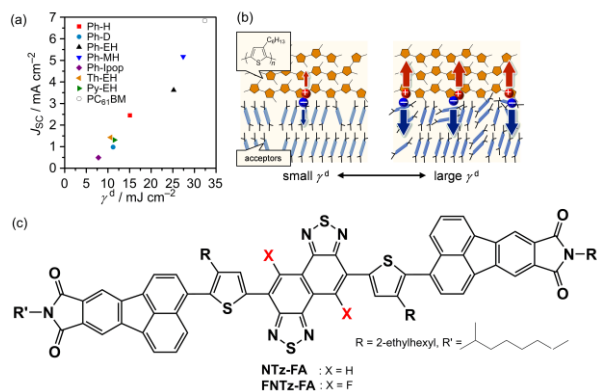 (a)
J_SC / mA cm⁻²
7
6
5
4
3
2
1
0
0 5 10 15 20 25 30 35
γ^d / mJ cm⁻²
Ph-H
Ph-D
Ph-EH
Ph-MH
Ph-Ipop
Th-EH
Py-EH
PC₆₁BM
(b)
C₆H₁₃
S
n
+
−
+ + +
− − −
acceptors
small γ^d
large γ^d
(c)
O
R'-N
O
R
S
N S N
X
X
N S N
S
R
O
N-R'
O
R = 2-ethylhexyl, R' =
NTz-FA : X = H
FNTz-FA : X = F